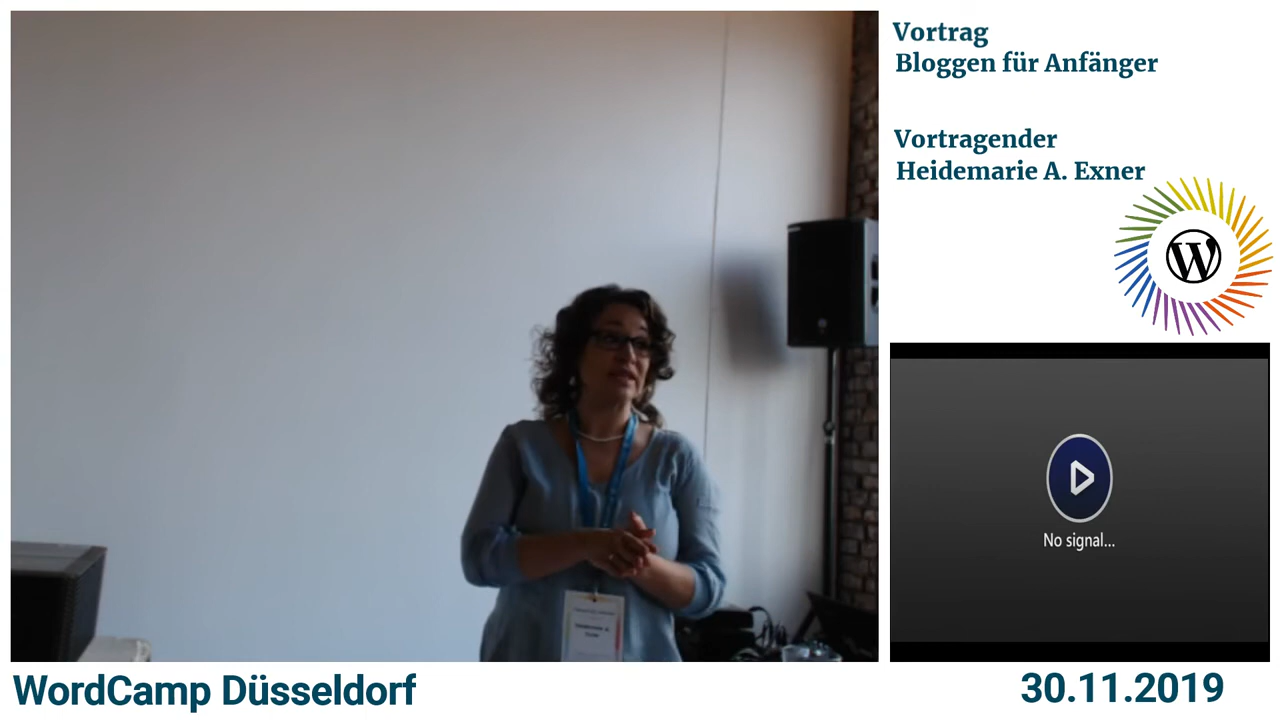 Vortrag
Bloggen für Anfänger
Vortragender
Heidemarie A. Exner
W
No signal...
WordCamp Düsseldorf
30.11.2019